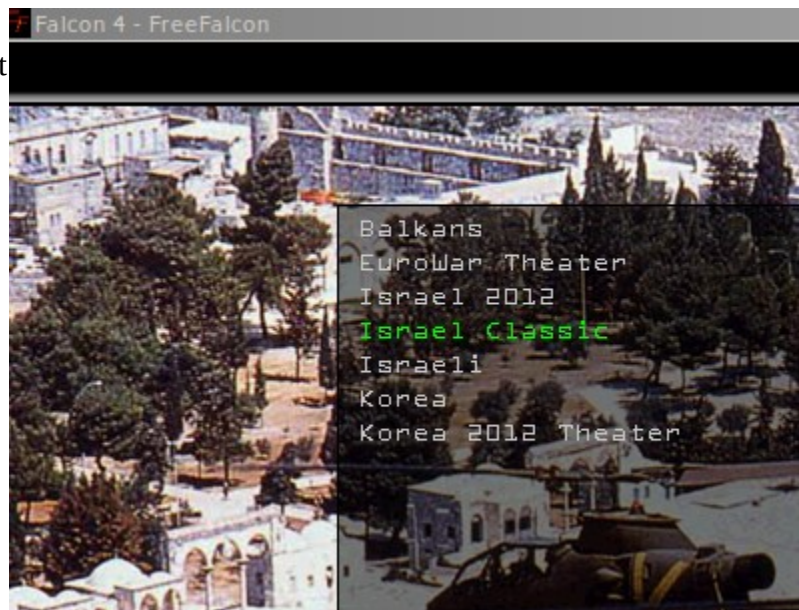 Falcon 4 - FreeFalcon
t
Balkans
EuroWar Theater
Israel 2012
Israel Classic
Israeli
Korea
Korea 2012 Theater